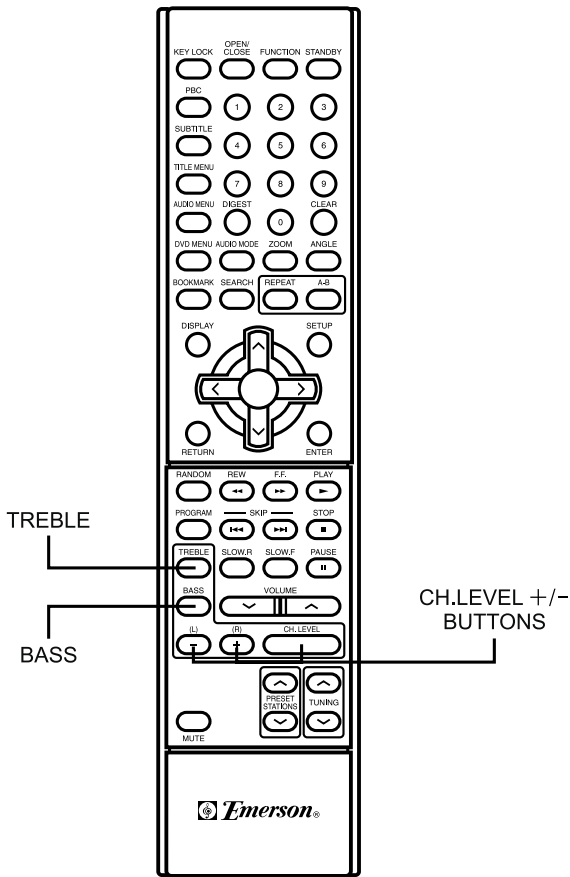 KEY LOCK OPEN/ CLOSE FUNCTION STANDBY
PBC 1 2 3
SUBTITLE 4 5 6
TITLE MENU 7 8 9
AUDIO MENU DIGEST 0 CLEAR
DVD MENU AUDIO MODE ZOOM ANGLE
BOOKMARK SEARCH REPEAT A-B
DISPLAY SETUP
RETURN ENTER
RANDOM REW F.F. PLAY
PROGRAM SKIP STOP
TREBLE
TREBLE SLOW.R SLOW.F PAUSE
BASS VOLUME
BASS
(L) (R) CH. LEVEL
- +
CH.LEVEL +/-
BUTTONS
PRESET
STATIONS
TUNING
MUTE
Emerson®